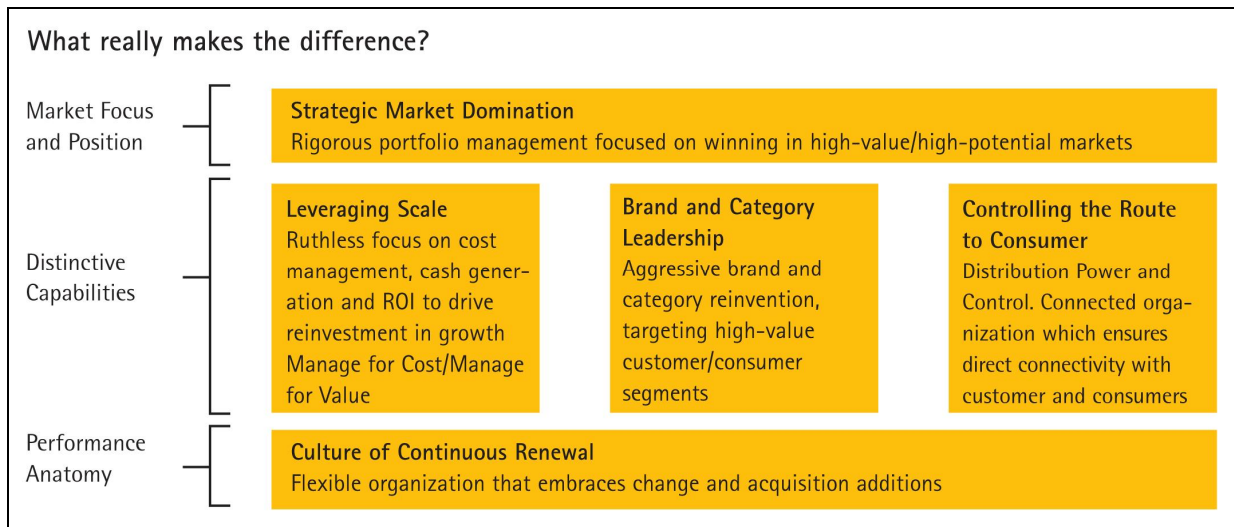 What really makes the difference?
Market Focus
and Position
Strategic Market Domination
Rigorous portfolio management focused on winning in high-value/high-potential markets
Distinctive
Capabilities
Leveraging Scale
Ruthless focus on cost
management, cash gener-
ation and ROI to drive
reinvestment in growth
Manage for Cost/Manage
for Value
Brand and Category
Leadership
Aggressive brand and
category reinvention,
targeting high-value
customer/consumer
segments
Controlling the Route
to Consumer
Distribution Power and
Control. Connected orga-
nization which ensures
direct connectivity with
customer and consumers
Performance
Anatomy
Culture of Continuous Renewal
Flexible organization that embraces change and acquisition additions